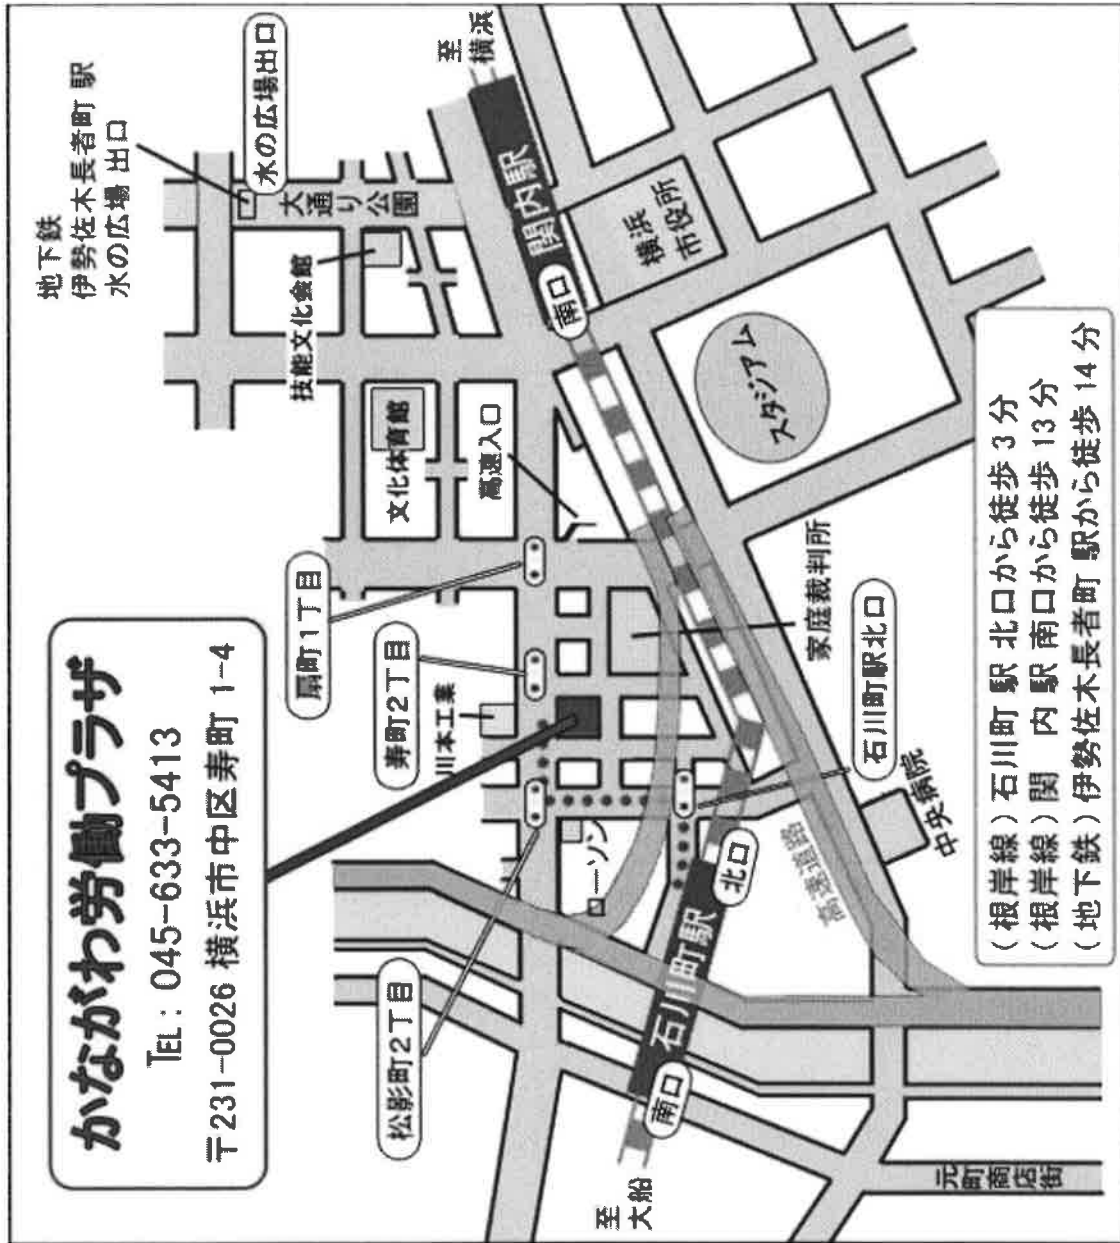 かながわ労働プラザ
TEL: 045-633-5413
〒231-0026 横浜市中区寿町 1-4
地下鉄
伊勢佐木長者町 駅
水の広場 出口
水の広場出口
大通り公園
技能文化会館
文化体育館
高速入口
扇町1丁目
寿町2丁目
川本工業
松影町2丁目
ーソン
至
横浜
関内駅
南口
横浜
市役所
スタジアム
家庭裁判所
石川町駅北口
高速道路
中央病院
北口
石川町駅
南口
至
大船
元町商店街
(根岸線)石川町 駅 北口から徒歩 3 分
(根岸線)関 内 駅 南口から徒歩 13 分
(地下鉄)伊勢佐木長者町 駅から徒歩 14 分